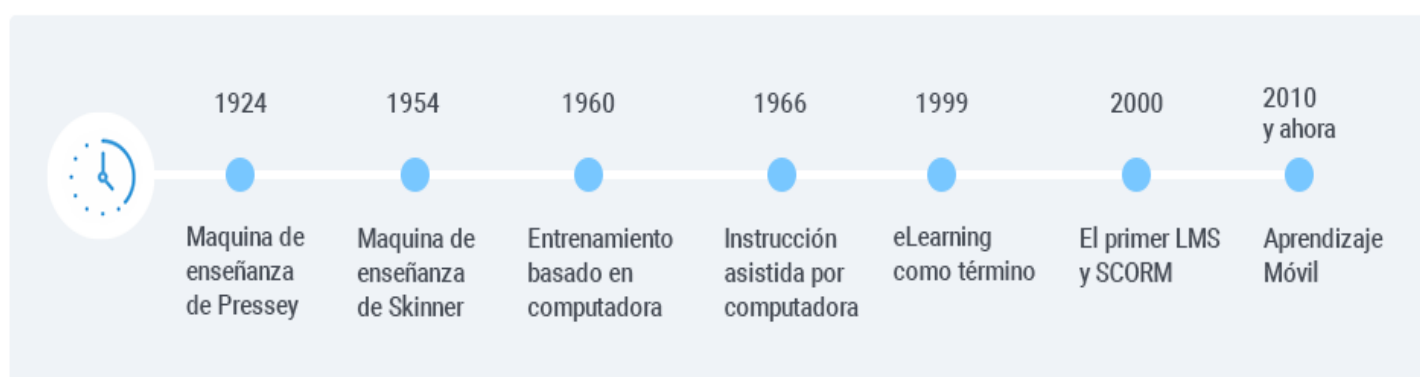 1924
Maquina de
enseñanza
de Pressey
1954
Maquina de
enseñanza
de Skinner
1960
Entrenamiento
basado en
computadora
1966
Instrucción
asistida por
computadora
1999
eLearning
como término
2000
El primer LMS
y SCORM
2010
y ahora
Aprendizaje
Móvil